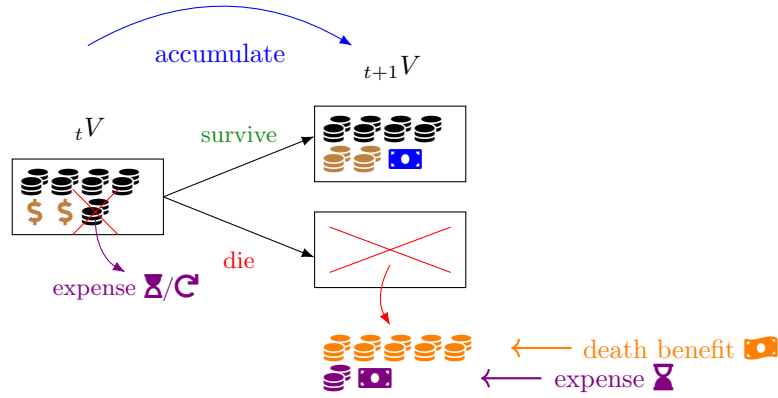 accumulate
t+1V
tV
survive
$ $
expense /
die
death benefit
expense